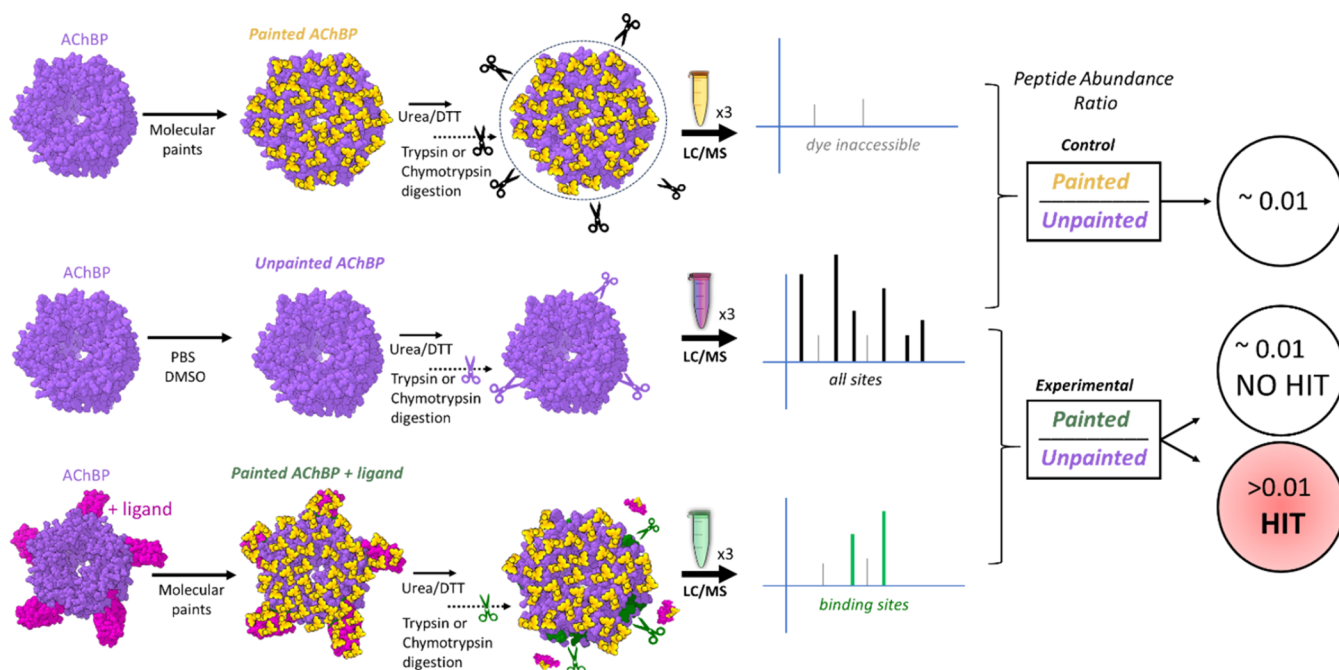 AChBP
Molecular
paints
Painted AChBP
Urea/DTT
Trypsin or
Chymotrypsin
digestion
x3
LC/MS
dye inaccessible
Peptide Abundance
Ratio
Control
Painted
Unpainted
~ 0.01
AChBP
PBS
DMSO
Unpainted AChBP
Urea/DTT
Trypsin or
Chymotrypsin
digestion
x3
LC/MS
all sites
Experimental
Painted
Unpainted
~ 0.01
NO HIT
>0.01
HIT
AChBP
+ ligand
Molecular
paints
Painted AChBP + ligand
Urea/DTT
Trypsin or
Chymotrypsin
digestion
x3
LC/MS
binding sites